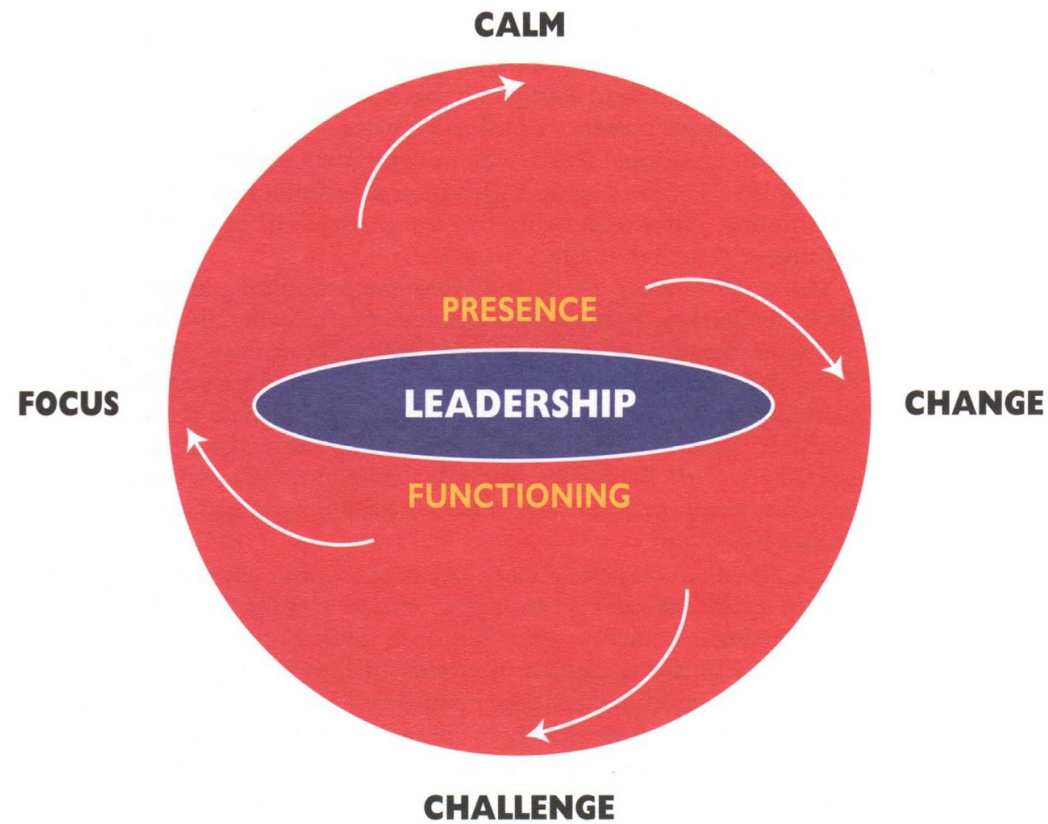 CALM
PRESENCE
FOCUS
LEADERSHIP
CHANGE
FUNCTIONING
CHALLENGE